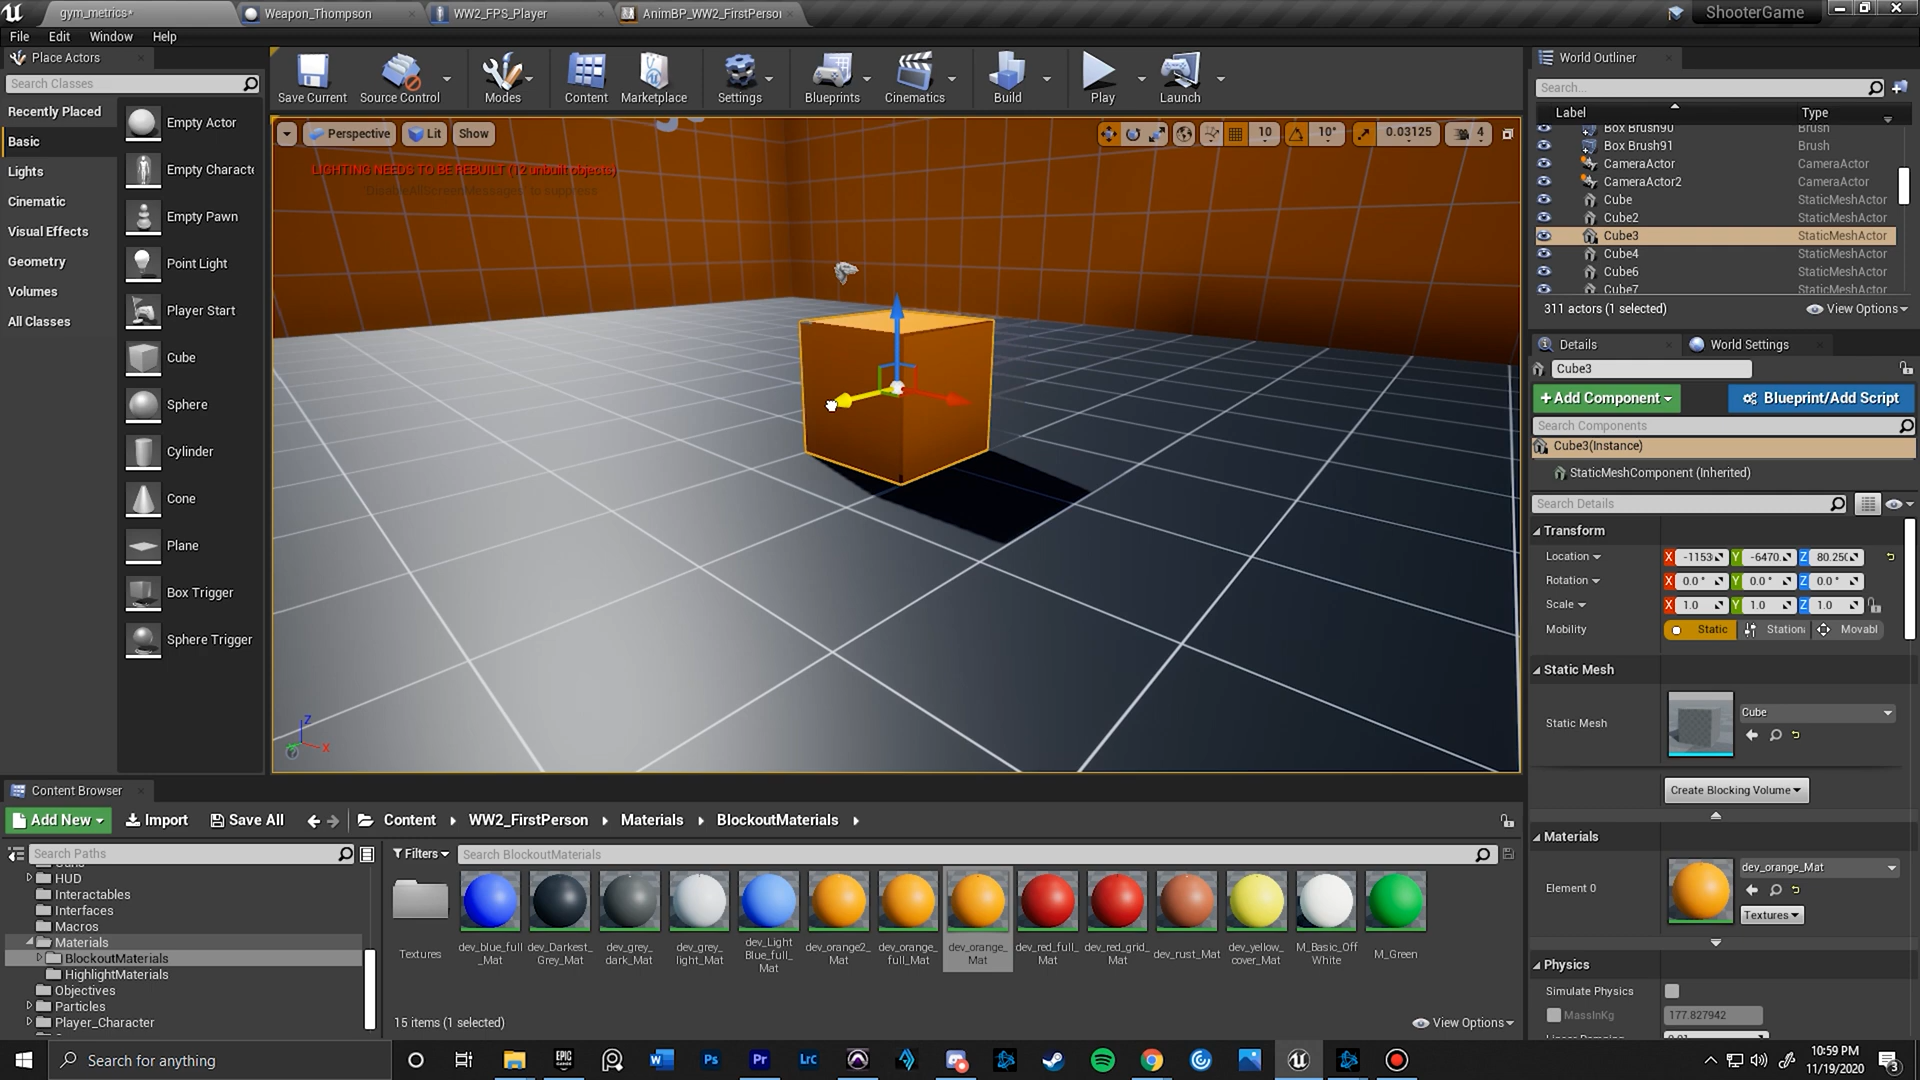 gym_metrics*
Weapon_Thompson
WW2_FPS_Player
AnimBP_WW2_FirstPerson
ShooterGame
File Edit Window Help
Place Actors
Search Classes
Recently Placed
Basic
Lights
Cinematic
Visual Effects
Geometry
Volumes
All Classes
Empty Actor
Empty Characte
Empty Pawn
Point Light
Player Start
Cube
Sphere
Cylinder
Cone
Plane
Box Trigger
Sphere Trigger
Save Current
Source Control
Modes
Content
Marketplace
Settings
Blueprints
Cinematics
Build
Play
Launch
Perspective Lit Show
10 10° 0.03125 4
LIGHTING NEEDS TO BE REBUILT (12 unbuilt objects)
'DisableAllScreenMessages' to suppress
Z
X
World Outliner
Search...
Label Type
Box Brush90 Brush
Box Brush91 Brush
CameraActor CameraActor
CameraActor2 CameraActor
Cube StaticMeshActor
Cube2 StaticMeshActor
Cube3 StaticMeshActor
Cube4 StaticMeshActor
Cube6 StaticMeshActor
Cube7 StaticMeshActor
311 actors (1 selected) View Options
Details World Settings
Cube3
+Add Component Blueprint/Add Script
Search Components
Cube3(Instance)
StaticMeshComponent (Inherited)
Search Details
Transform
Location X -1153 Y -6470. Z 80.250
Rotation X 0.0 ° Y 0.0 ° Z 0.0 °
Scale X 1.0 Y 1.0 Z 1.0
Mobility Static Stationa Movabl
Static Mesh
Static Mesh Cube
Create Blocking Volume
Materials
Element 0 dev_orange_Mat
Textures
Physics
Simulate Physics
MassInKg 177.827942
Content Browser
Add New Import Save All Content WW2_FirstPerson Materials BlockoutMaterials
Search Paths
Filters Search BlockoutMaterials
HUD
Interactables
Interfaces
Macros
Materials
BlockoutMaterials
HighlightMaterials
Objectives
Particles
Player_Character
Textures
dev_blue_full_Mat
dev_Darkest_Grey_Mat
dev_grey_dark_Mat
dev_grey_light_Mat
dev_Light Blue_full_Mat
dev_orange2_Mat
dev_orange_full_Mat
dev_orange_Mat
dev_red_full_Mat
dev_red_grid_Mat
dev_rust_Mat
dev_yellow_cover_Mat
M_Basic_Off White
M_Green
15 items (1 selected) View Options
Search for anything
EPIC GAMES
W
Ps
Pr
Lrc
10:59 PM
11/19/2020
3